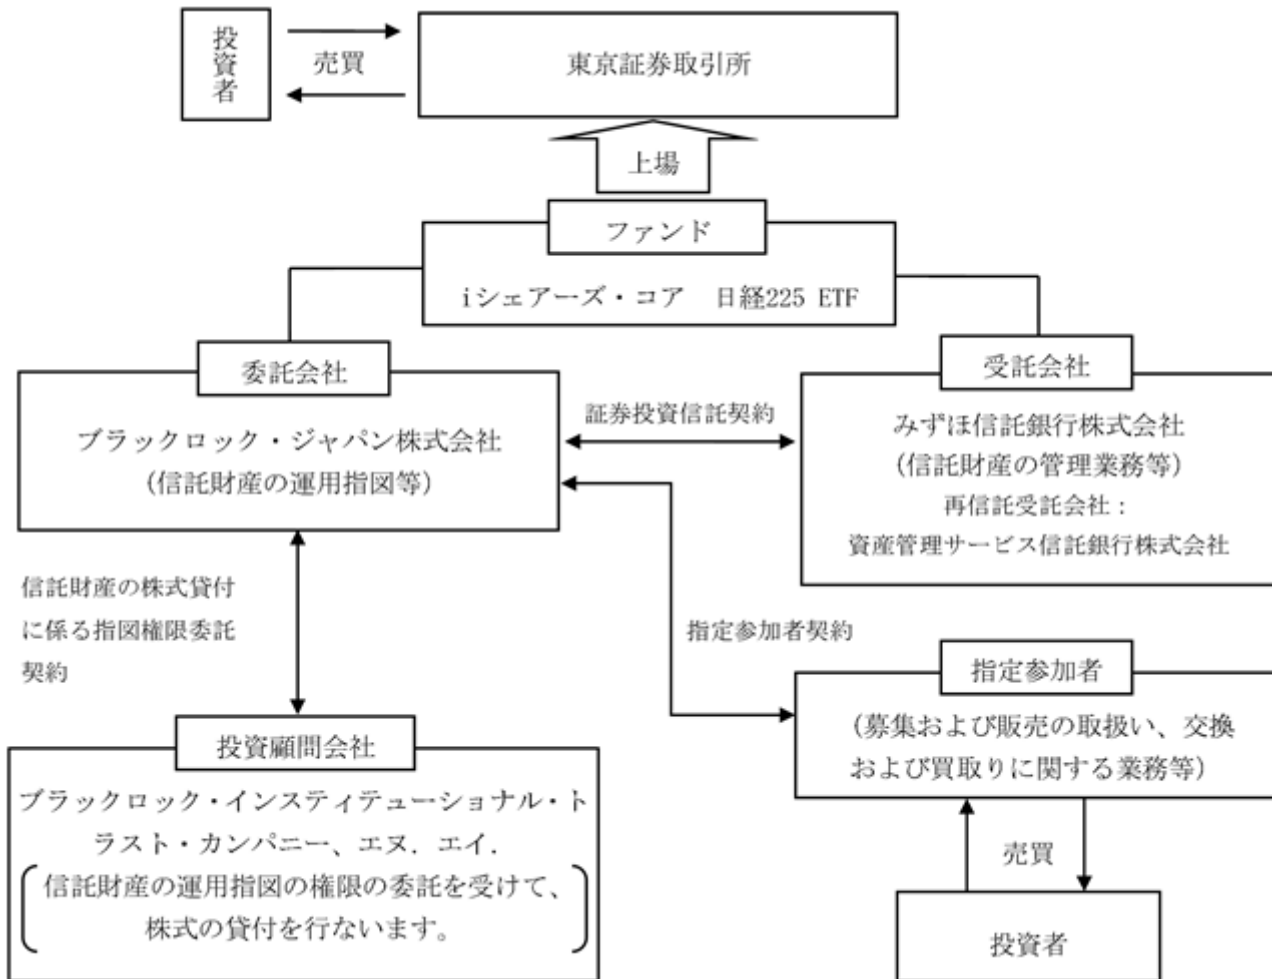 投資者
売買
東京証券取引所
上場
ファンド
iシェアーズ・コア　日経225 ETF
委託会社
ブラックロック・ジャパン株式会社
(信託財産の運用指図等)
証券投資信託契約
受託会社
みずほ信託銀行株式会社
(信託財産の管理業務等)
再信託受託会社：
資産管理サービス信託銀行株式会社
信託財産の株式貸付
に係る指図権限委託
契約
指定参加者契約
指定参加者
(募集および販売の取扱い、交換
および買取りに関する業務等)
投資顧問会社
ブラックロック・インスティテューショナル・ト
ラスト・カンパニー、エヌ．エイ．
信託財産の運用指図の権限の委託を受けて、
株式の貸付を行ないます。
売買
投資者